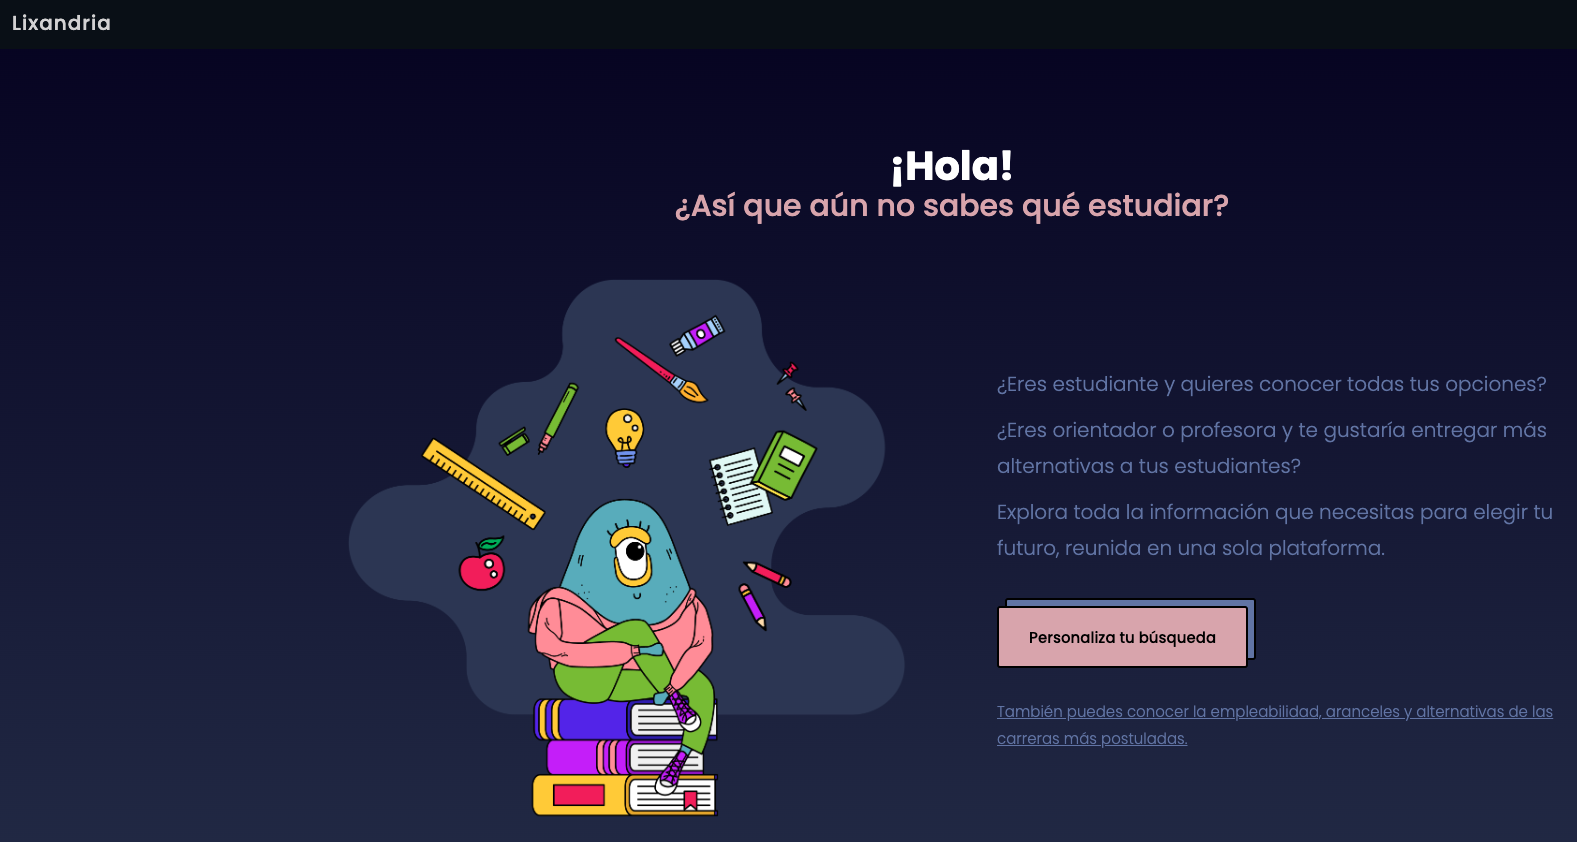 Lixandria
¡Hola!
¿Así que aún no sabes qué estudiar?
¿Eres estudiante y quieres conocer todas tus opciones?
¿Eres orientador o profesora y te gustaría entregar más
alternativas a tus estudiantes?
Explora toda la información que necesitas para elegir tu
futuro, reunida en una sola plataforma.
Personaliza tu búsqueda
También puedes conocer la empleabilidad, aranceles y alternativas de las
carreras más postuladas.